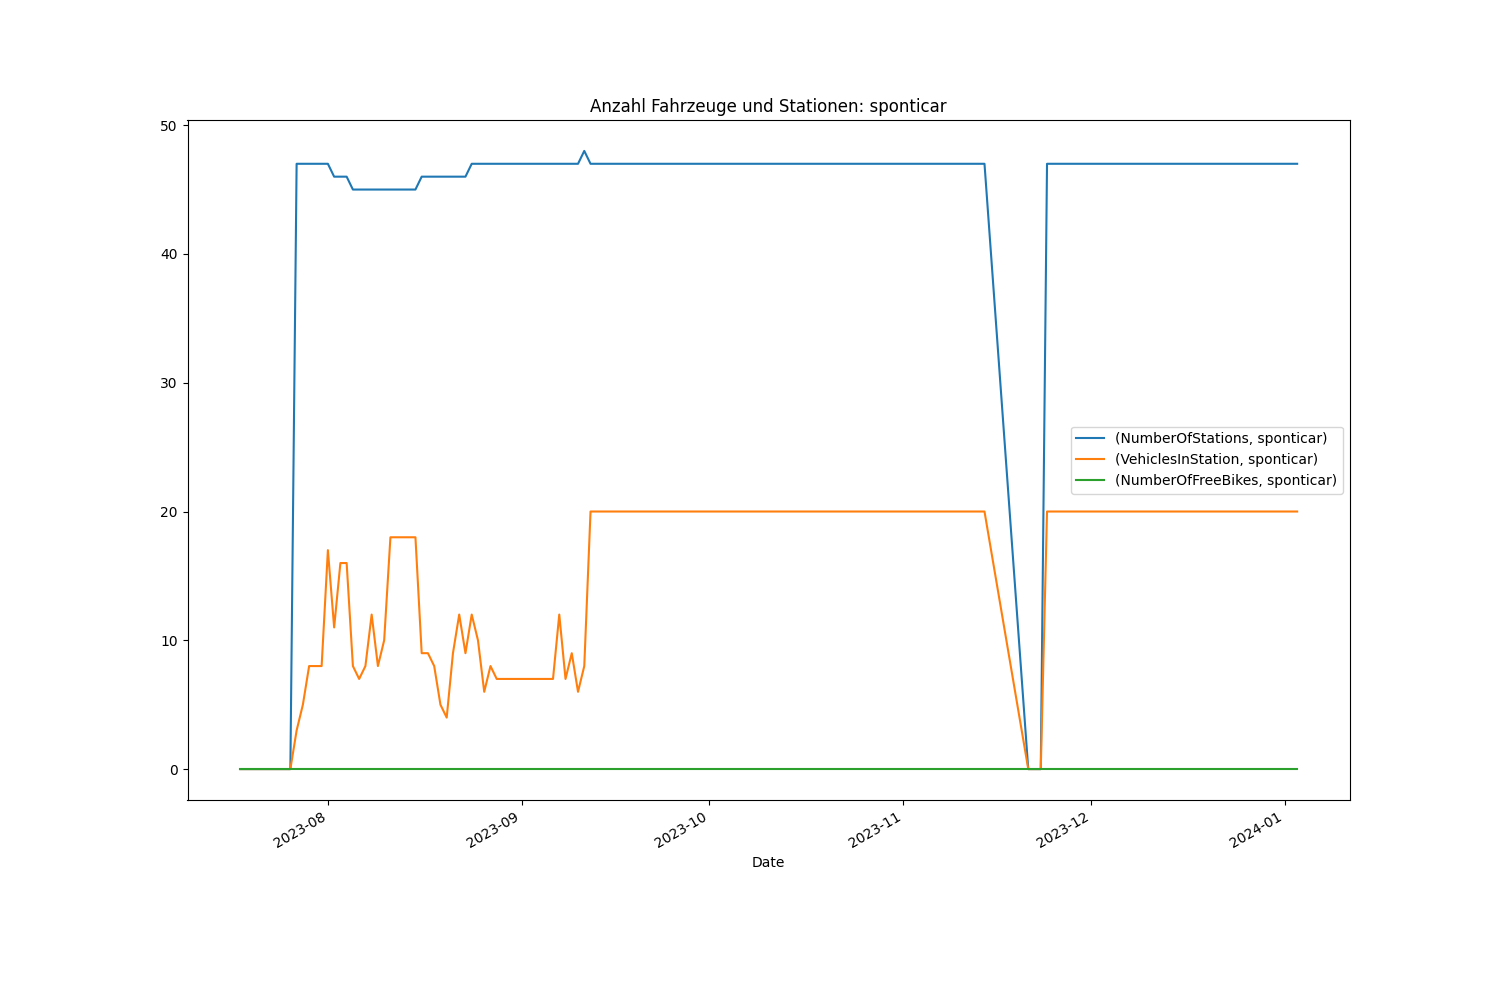 Anzahl Fahrzeuge und Stationen: sponticar
50
40
30
20
10
0
(NumberOfStations, sponticar)
(VehiclesInStation, sponticar)
(NumberOfFreeBikes, sponticar)
2023-08
2023-09
2023-10
2023-11
2023-12
2024-01
Date